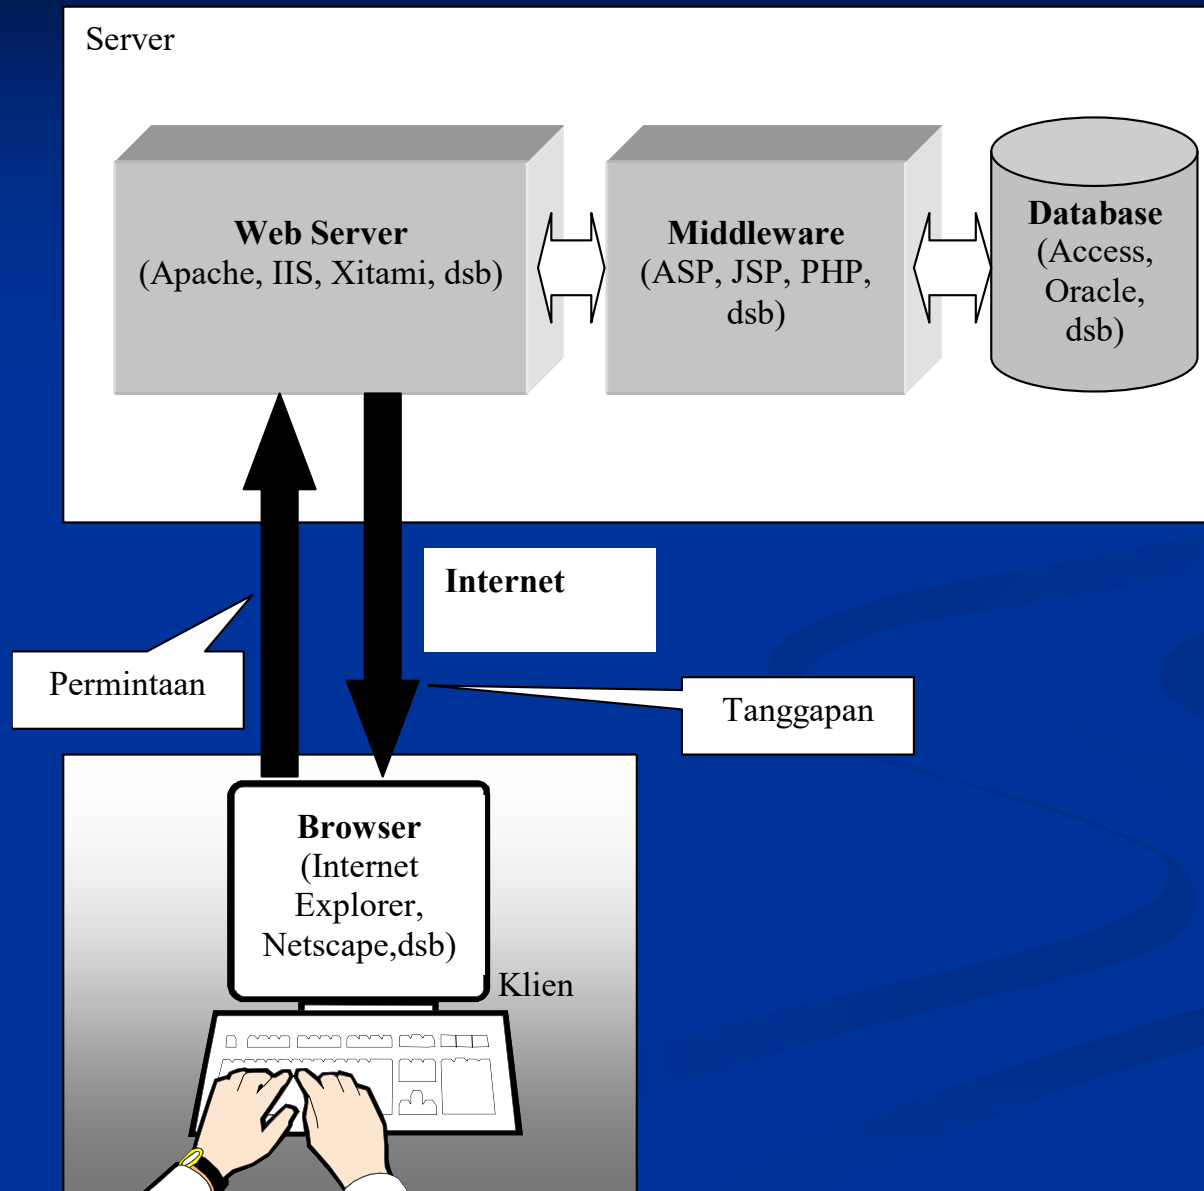 Server
Web Server
(Apache, IIS, Xitami, dsb)
Middleware
(ASP, JSP, PHP,
dsb)
Database
(Access,
Oracle,
dsb)
Internet
Permintaan
Tanggapan
Browser
(Internet
Explorer,
Netscape,dsb)
Klien